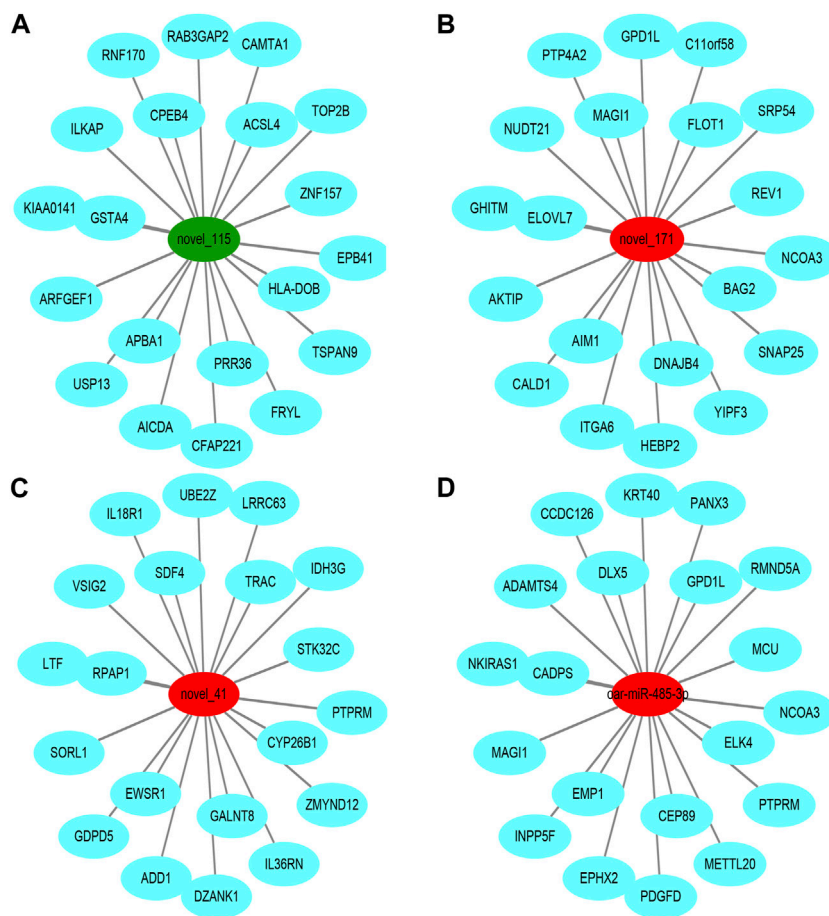 A
RNF170
RAB3GAP2
CAMTA1
ILKAP
CPEB4
ACSL4
TOP2B
KIAA0141
GSTA4
ZNF157
novel_115
EPB41
ARFGEF1
HLA-DOB
APBA1
PRR36
TSPAN9
USP13
AICDA
CFAP221
FRYL
B
PTP4A2
GPD1L
C11orf58
NUDT21
MAGI1
FLOT1
SRP54
GHITM
ELOVL7
REV1
novel_171
NCOA3
AKTIP
BAG2
AIM1
DNAJB4
SNAP25
CALD1
ITGA6
HEBP2
YIPF3
C
IL18R1
UBE2Z
LRRC63
VSIG2
SDF4
TRAC
IDH3G
LTF
RPAP1
STK32C
novel_41
PTPRM
SORL1
CYP26B1
EWSR1
GALNT8
ZMYND12
GDPD5
ADD1
DZANK1
IL36RN
D
CCDC126
KRT40
PANX3
ADAMTS4
DLX5
GPD1L
RMND5A
NKIRAS1
CADPS
MCU
oar-miR-485-3p
NCOA3
MAGI1
ELK4
EMP1
CEP89
PTPRM
INPP5F
EPHX2
PDGFD
METTL20